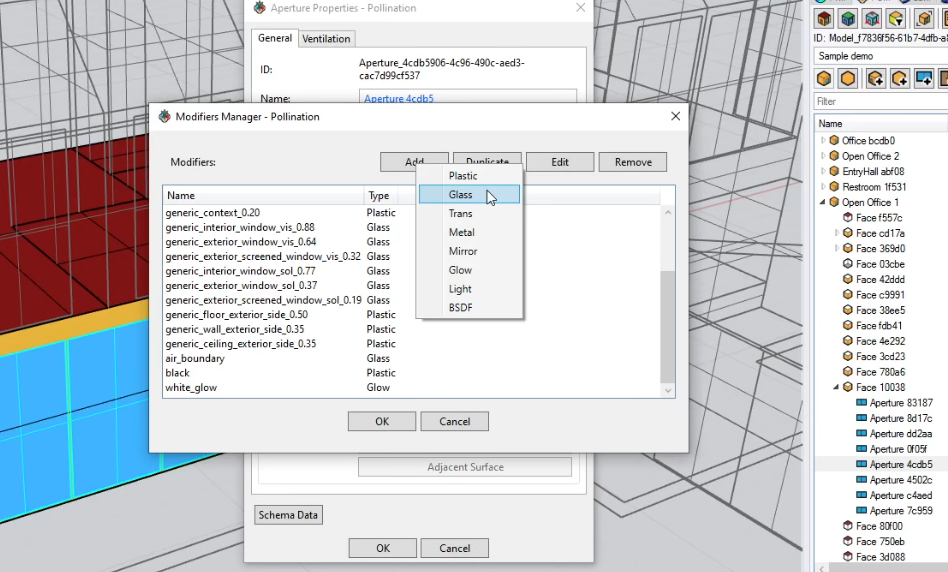 Aperture Properties - Pollination
General
Ventilation
ID:
Aperture_4cdb5906-4c96-490c-aed3-
cac7d99cf537
Name:
Aperture 4cdb5
Modifiers Manager - Pollination
Modifiers:
Add
Duplicate
Edit
Remove
Plastic
Glass
Trans
Metal
Mirror
Glow
Light
BSDF
Name Type
generic_context_0.20 Plastic
generic_interior_window_vis_0.88 Glass
generic_exterior_window_vis_0.64 Glass
generic_exterior_screened_window_vis_0.32 Glass
generic_interior_window_sol_0.77 Glass
generic_exterior_window_sol_0.37 Glass
generic_exterior_screened_window_sol_0.19 Glass
generic_floor_exterior_side_0.50 Plastic
generic_wall_exterior_side_0.35 Plastic
generic_ceiling_exterior_side_0.35 Plastic
air_boundary Glass
black Plastic
white_glow Glow
OK
Cancel
Adjacent Surface
Schema Data
OK
Cancel
ID: Model_f7836f56-61b7-4dfb-a8
Sample demo
Filter
Name
Office bcdb0
Open Office 2
EntryHall abf08
Restroom 1f531
Open Office 1
Face f557c
Face cd17a
Face 369d0
Face 03cbe
Face 42ddd
Face c9991
Face 38ee5
Face fdb41
Face 4e292
Face 3cd23
Face 780a6
Face 10038
Aperture 83187
Aperture 8d17c
Aperture dd2aa
Aperture 0f05f
Aperture 4cdb5
Aperture 4502c
Aperture c4aed
Aperture 7c959
Face 80f00
Face 750eb
Face 3d088